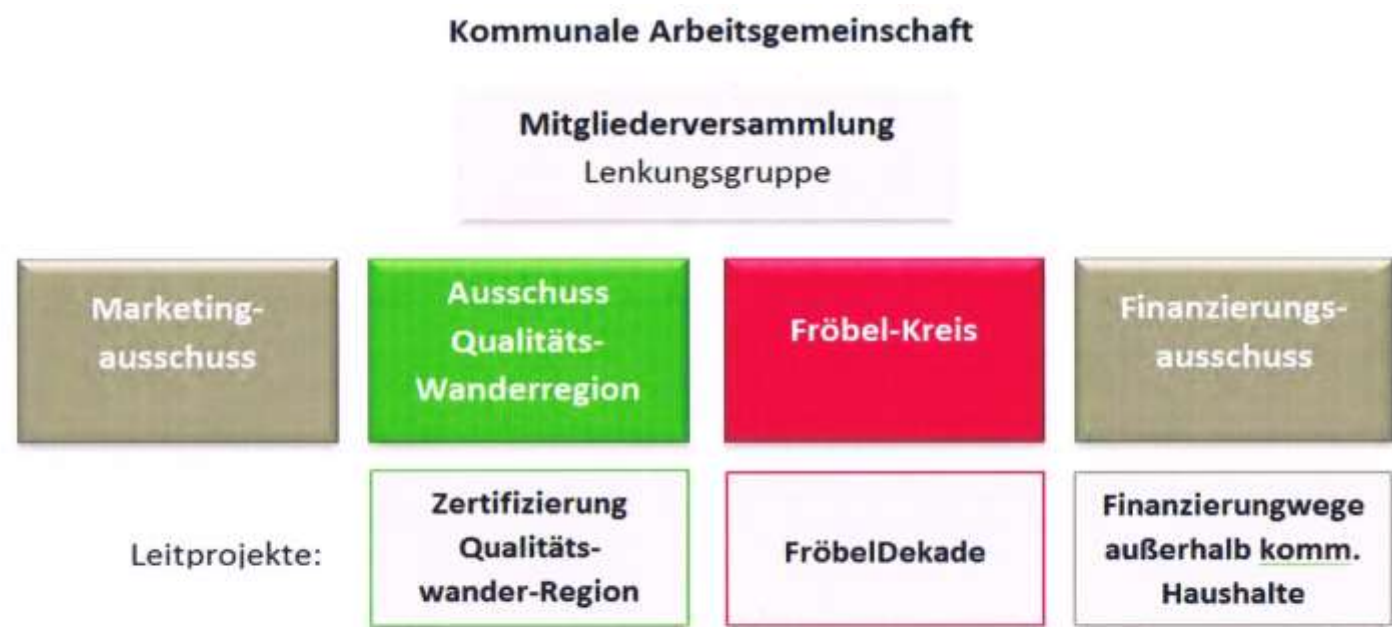 Kommunale Arbeitsgemeinschaft
Mitgliederversammlung
Lenkungsgruppe
Marketing-
ausschuss
Ausschuss
Qualitäts-
Wanderregion
Fröbel-Kreis
Finanzierungs-
ausschuss
Leitprojekte:
Zertifizierung
Qualitäts-
wander-Region
FröbelDekade
Finanzierungwege
außerhalb komm.
Haushalte